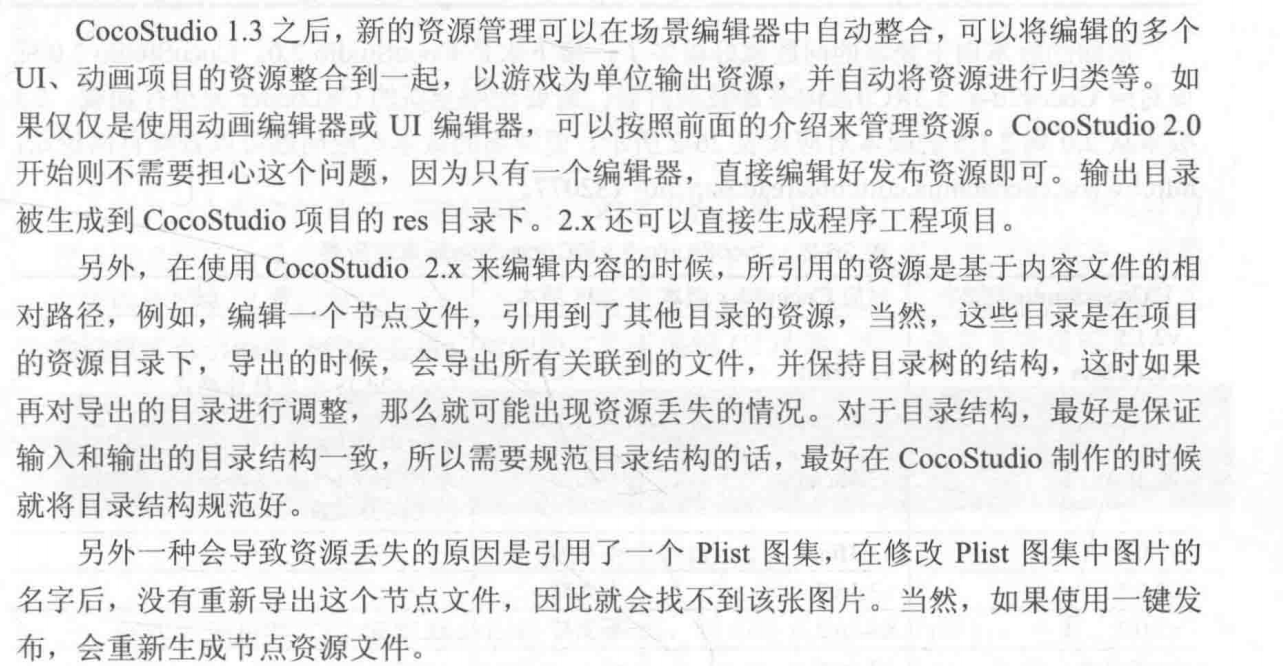 CocoStudio 1.3 之后，新的资源管理可以在场景编辑器中自动整合，可以将编辑的多个
UI、动画项目的资源整合到一起，以游戏为单位输出资源，并自动将资源进行归类等。如
果仅仅是使用动画编辑器或 UI 编辑器，可以按照前面的介绍来管理资源。CocoStudio 2.0
开始则不需要担心这个问题，因为只有一个编辑器，直接编辑好发布资源即可。输出目录
被生成到 CocoStudio 项目的 res 目录下。2.x 还可以直接生成程序工程项目。
另外，在使用 CocoStudio 2.x 来编辑内容的时候，所引用的资源是基于内容文件的相
对路径，例如，编辑一个节点文件，引用到了其他目录的资源，当然，这些目录是在项目
的资源目录下，导出的时候，会导出所有关联到的文件，并保持目录树的结构，这时如果
再对导出的目录进行调整，那么就可能出现资源丢失的情况。对于目录结构，最好是保证
输入和输出的目录结构一致，所以需要规范目录结构的话，最好在 CocoStudio 制作的时候
就将目录结构规范好。
另外一种会导致资源丢失的原因是引用了一个 Plist 图集，在修改 Plist 图集中图片的
名字后，没有重新导出这个节点文件，因此就会找不到该张图片。当然，如果使用一键发
布，会重新生成节点资源文件。